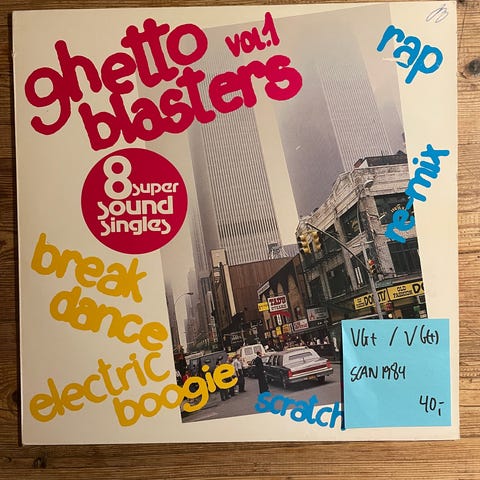 ghetto
blasters
vol.1
rap
8
super
sound
singles
re-mix
break
dance
electric
boogie
scratch
VG+ / VG(+)
SCAN 1984
40,-